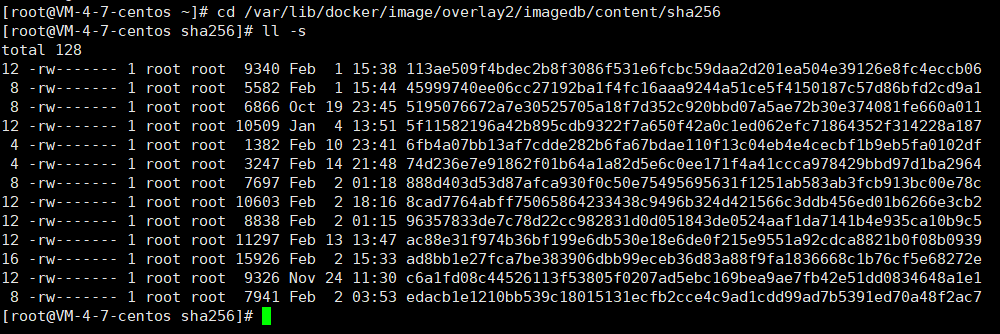 [root@VM-4-7-centos ~]# cd /var/lib/docker/image/overlay2/imagedb/content/sha256
[root@VM-4-7-centos sha256]# ll -s
total 128
12 -rw------- 1 root root  9340 Feb  1 15:38 113ae509f4bdec2b8f3086f531e6fcbc59daa2d201ea504e39126e8fc4eccb06
 8 -rw------- 1 root root  5582 Feb  1 15:44 45999740ee06cc27192ba1f4fc16aaa9244a51ce5f4150187c57d86bfd2cd9a1
 8 -rw------- 1 root root  6866 Oct 19 23:45 5195076672a7e30525705a18f7d352c920bbd07a5ae72b30e374081fe660a011
12 -rw------- 1 root root 10509 Jan  4 13:51 5f11582196a42b895cdb9322f7a650f42a0c1ed062efc71864352f314228a187
 4 -rw------- 1 root root  1382 Feb 10 23:41 6fb4a07bb13af7cdde282b6fa67bdae110f13c04eb4e4cecbf1b9eb5fa0102df
 4 -rw------- 1 root root  3247 Feb 14 21:48 74d236e7e91862f01b64a1a82d5e6c0ee171f4a41ccca978429bbd97d1ba2964
 8 -rw------- 1 root root  7697 Feb  2 01:18 888d403d53d87afca930f0c50e75495695631f1251ab583ab3fcb913bc00e78c
12 -rw------- 1 root root 10603 Feb  2 18:16 8cad7764abff75065864233438c9496b324d421566c3ddb456ed01b6266e3cb2
12 -rw------- 1 root root  8838 Feb  2 01:15 96357833de7c78d22cc982831d0d051843de0524aaf1da7141b4e935ca10b9c5
12 -rw------- 1 root root 11297 Feb 13 13:47 ac88e31f974b36bf199e6db530e18e6de0f215e9551a92cdca8821b0f08b0939
16 -rw------- 1 root root 15926 Feb  2 15:33 ad8bb1e27fca7be383906dbb99eceb36d83a88f9fa1836668c1b76cf5e68272e
12 -rw------- 1 root root  9326 Nov 24 11:30 c6a1fd08c44526113f53805f0207ad5ebc169bea9ae7fb42e51dd0834648a1e1
 8 -rw------- 1 root root  7941 Feb  2 03:53 edacb1e1210bb539c18015131ecfb2cce4c9ad1cdd99ad7b5391ed70a48f2ac7
[root@VM-4-7-centos sha256]#